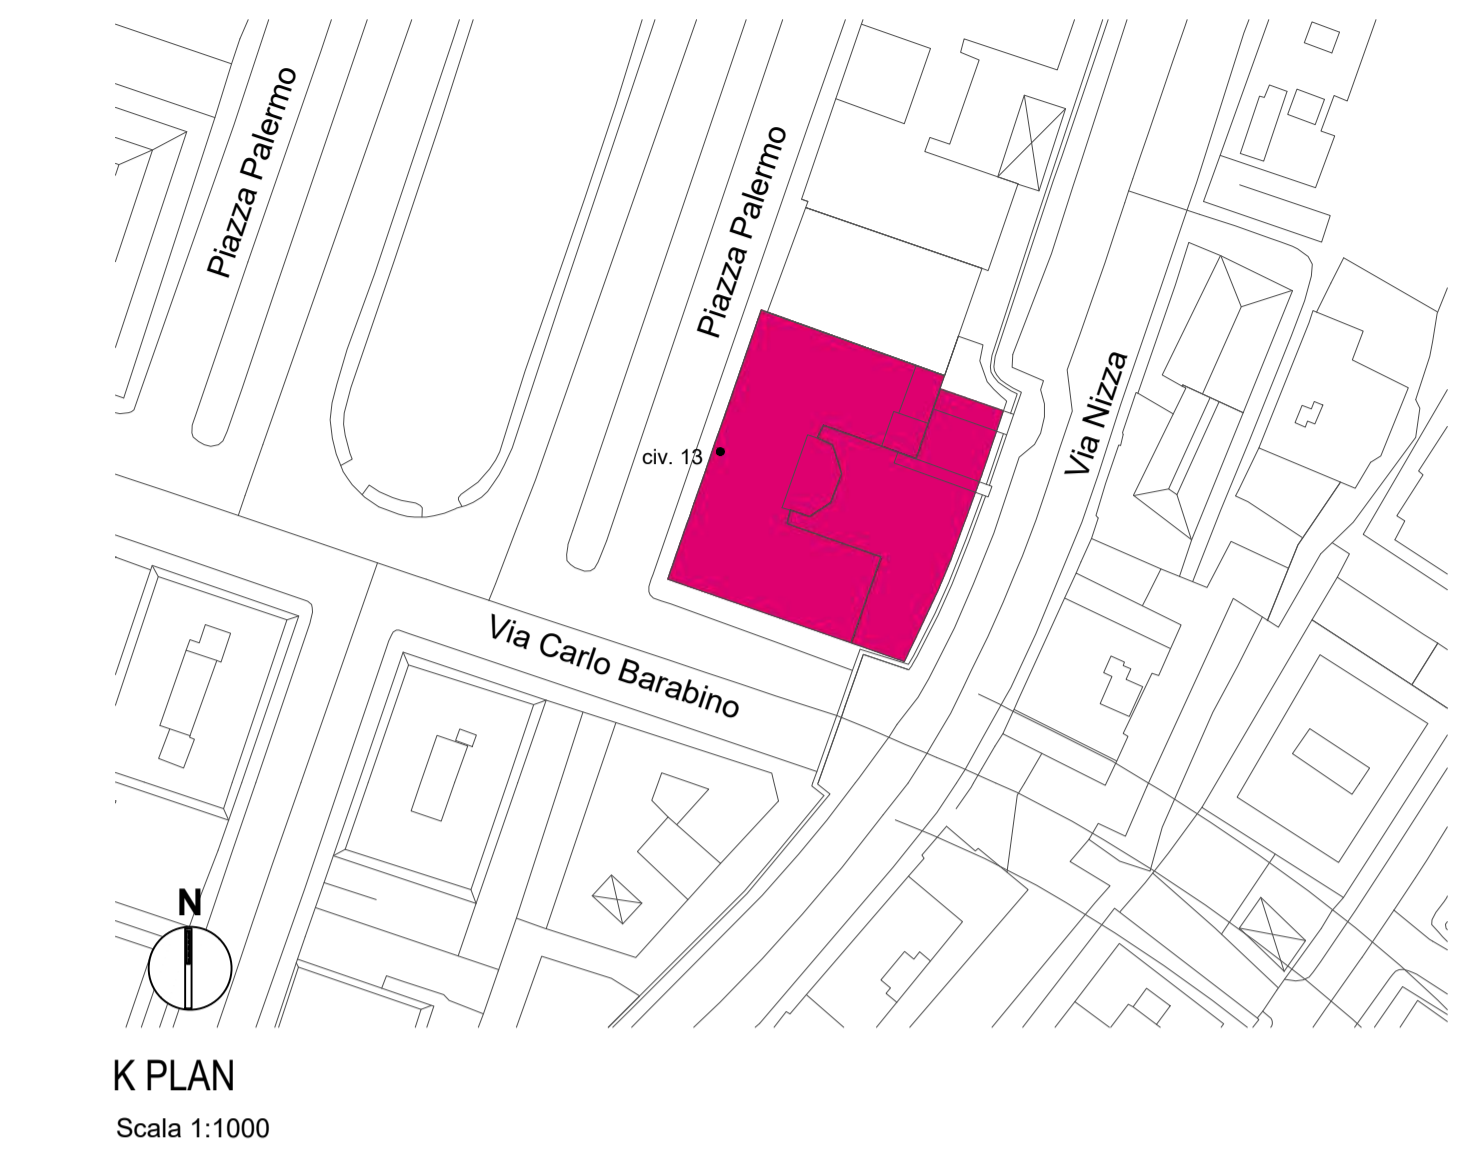 Piazza Palermo
Piazza Palermo
Via Nizza
civ. 13
Via Carlo Barabino
N
K PLAN
Scala 1:1000